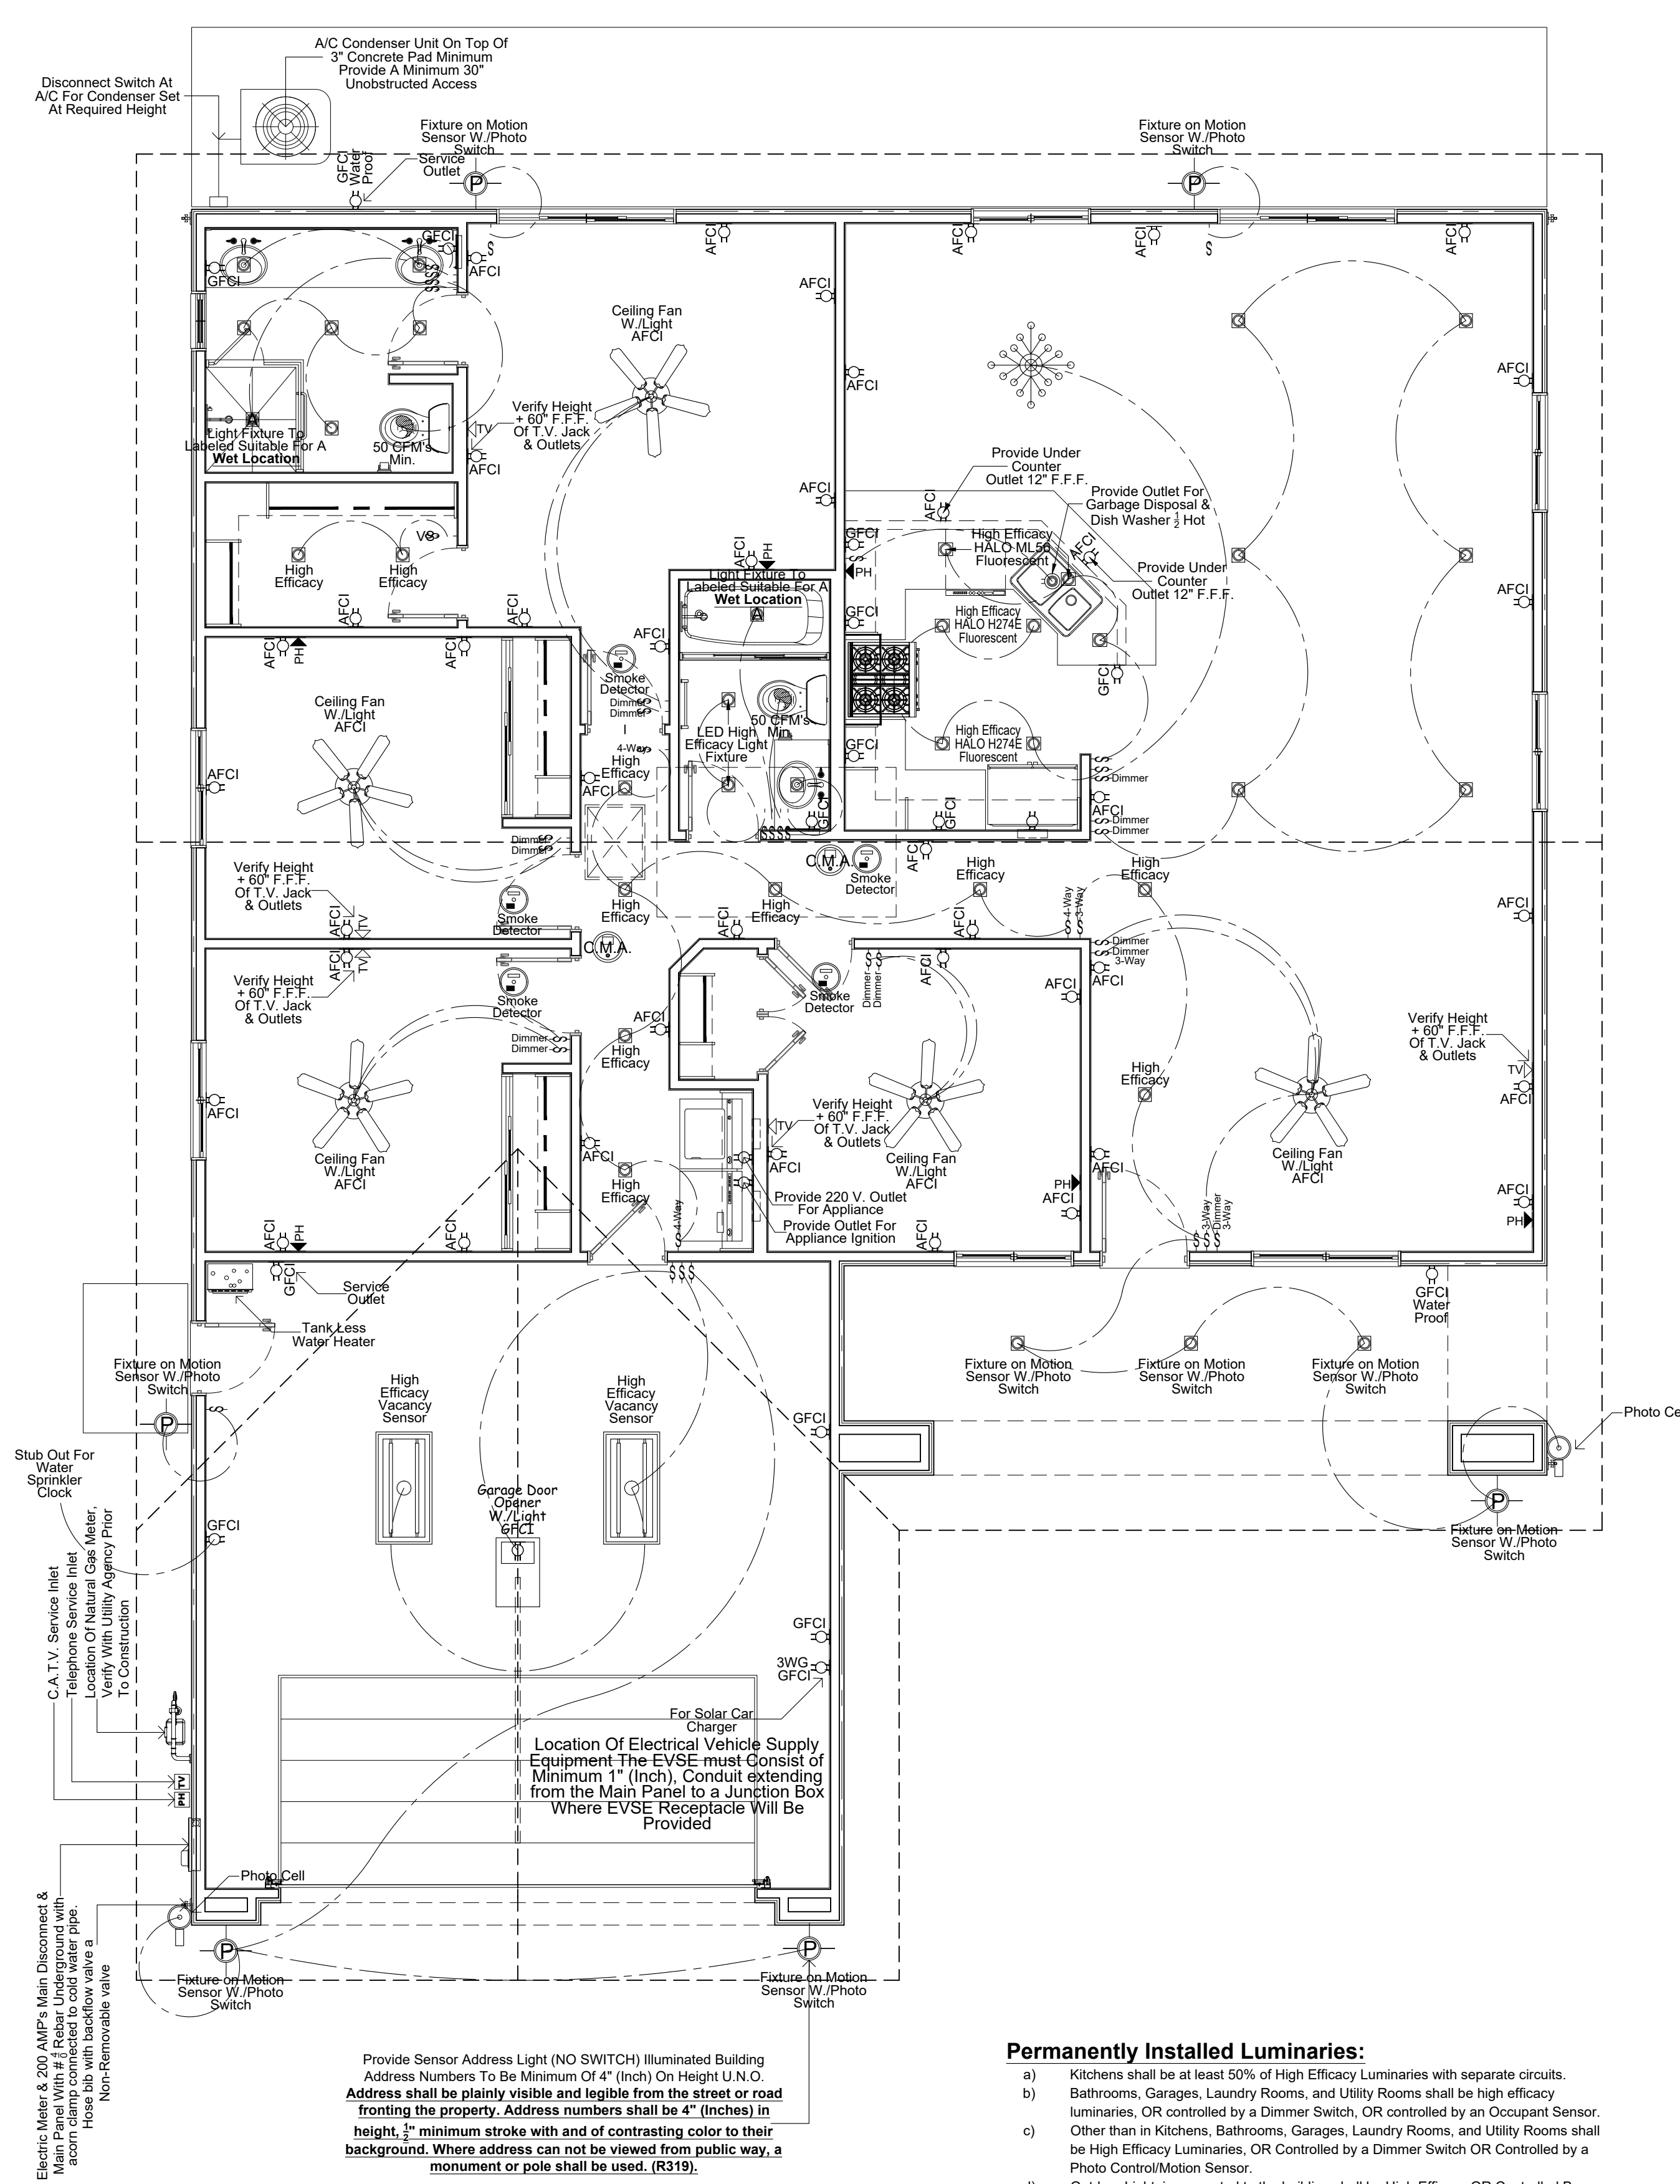 A/C Condenser Unit On Top Of
3" Concrete Pad Minimum
Provide A Minimum 30"
Unobstructed Access
Disconnect Switch At
A/C For Condenser Set
At Required Height
Fixture on Motion
Sensor W./Photo
Switch
Fixture on Motion
Sensor W./Photo
Switch
GFCI
Water
Proof
Service
Outlet
P
P
GFCI
GFCI
SSSS
S
AFCI
AFCI
AFCI
AFCI
S
AFCI
AFCI
Ceiling Fan
W./Light
AFCI
AFCI
AFCI
Verify Height
+ 60" F.F.F.
Of T.V. Jack
& Outlets
TV
AFCI
Light Fixture To
Labeled Suitable For A
Wet Location
50 CFM's
Min.
AFCI
Provide Under
Counter
Outlet 12" F.F.F.
AFCI
Provide Outlet For
Garbage Disposal &
Dish Washer 1/2 Hot
High Efficacy
HALO ML56
Fluorescent
AFCI
Provide Under
Counter
Outlet 12" F.F.F.
VS
High
Efficacy
High
Efficacy
GFCI
S
PH
AFCI
PH
Light Fixture To
Labeled Suitable For A
Wet Location
AFCI
AFCI
GFCI
High Efficacy
HALO H274E
Fluorescent
AFCI
AFCI
PH
AFCI
AFCI
Smoke
Detector
Dimmer
Dimmer
GFCI
Ceiling Fan
W./Light
AFCI
50 CFM's
Min.
LED High
Efficacy Light
Fixture
High Efficacy
HALO H274E
Fluorescent
GFCI
4-Way
High
Efficacy
AFCI
AFCI
Dimmer
AFCI
Dimmer
Dimmer
GFCI
GFCI
SSSS
Dimmer
Dimmer
C.M.A.
Smoke
Detector
AFCI
High
Efficacy
High
Efficacy
Verify Height
+ 60" F.F.F.
Of T.V. Jack
& Outlets
AFCI
TV
Smoke
Detector
High
Efficacy
High
Efficacy
4-Way
3-Way
AFCI
AFCI
AFCI
C.M.A.
Dimmer
Dimmer
3-Way
AFCI
AFCI
TV
Verify Height
+ 60" F.F.F.
Of T.V. Jack
& Outlets
Smoke
Detector
Smoke
Detector
Dimmer
Dimmer
AFCI
AFCI
AFCI
Dimmer
Dimmer
High
Efficacy
Verify Height
+ 60" F.F.F.
Of T.V. Jack
& Outlets
TV
AFCI
High
Efficacy
AFCI
Verify Height
+ 60" F.F.F.
Of T.V. Jack
& Outlets
TV
AFCI
Ceiling Fan
W./Light
AFCI
AFCI
High
Efficacy
Ceiling Fan
W./Light
AFCI
AFCI
Ceiling Fan
W./Light
AFCI
PH
AFCI
Provide 220 V. Outlet
For Appliance
Provide Outlet For
Appliance Ignition
4-Way
AFCI
PH
AFCI
AFCI
3-Way
Dimmer
3-Way
AFCI
PH
GFCI
Service
Outlet
SSS
Tank Less
Water Heater
GFCI
Water
Proof
Fixture on Motion
Sensor W./Photo
Switch
P
S
High
Efficacy
Vacancy
Sensor
High
Efficacy
Vacancy
Sensor
Fixture on Motion
Sensor W./Photo
Switch
Fixture on Motion
Sensor W./Photo
Switch
Fixture on Motion
Sensor W./Photo
Switch
GFCI
Photo Ce
Stub Out For
Water
Sprinkler
Clock
GFCI
Garage Door
Opener
W./Light
GFCI
P
Fixture on Motion
Sensor W./Photo
Switch
C.A.T.V. Service Inlet
Telephone Service Inlet
Location Of Natural Gas Meter,
Verify With Utility Agency Prior
To Construction
GFCI
3WG
GFCI
For Solar Car
Charger
Location Of Electrical Vehicle Supply
Equipment The EVSE must Consist of
Minimum 1" (Inch), Conduit extending
from the Main Panel to a Junction Box
Where EVSE Receptacle Will Be
Provided
TV
PH
Photo Cell
Electric Meter & 200 AMP's Main Disconnect &
Main Panel With # 4/0 Rebar Underground with
acorn clamp connected to cold water pipe.
Hose bib with backflow valve a
Non-Removable valve
P
P
Fixture on Motion
Sensor W./Photo
Switch
Fixture on Motion
Sensor W./Photo
Switch
Provide Sensor Address Light (NO SWITCH) Illuminated Building
Address Numbers To Be Minimum Of 4" (Inch) On Height U.N.O.
Address shall be plainly visible and legible from the street or road
fronting the property. Address numbers shall be 4" (Inches) in
height, 1/2" minimum stroke with and of contrasting color to their
background. Where address can not be viewed from public way, a
monument or pole shall be used. (R319).
Permanently Installed Luminaries:
a) Kitchens shall be at least 50% of High Efficacy Luminaries with separate circuits.
b) Bathrooms, Garages, Laundry Rooms, and Utility Rooms shall be high efficacy
luminaries, OR controlled by a Dimmer Switch, OR controlled by an Occupant Sensor.
c) Other than in Kitchens, Bathrooms, Garages, Laundry Rooms, and Utility Rooms shall
be High Efficacy Luminaries, OR Controlled by a Dimmer Switch OR Controlled by a
Photo Control/Motion Sensor.